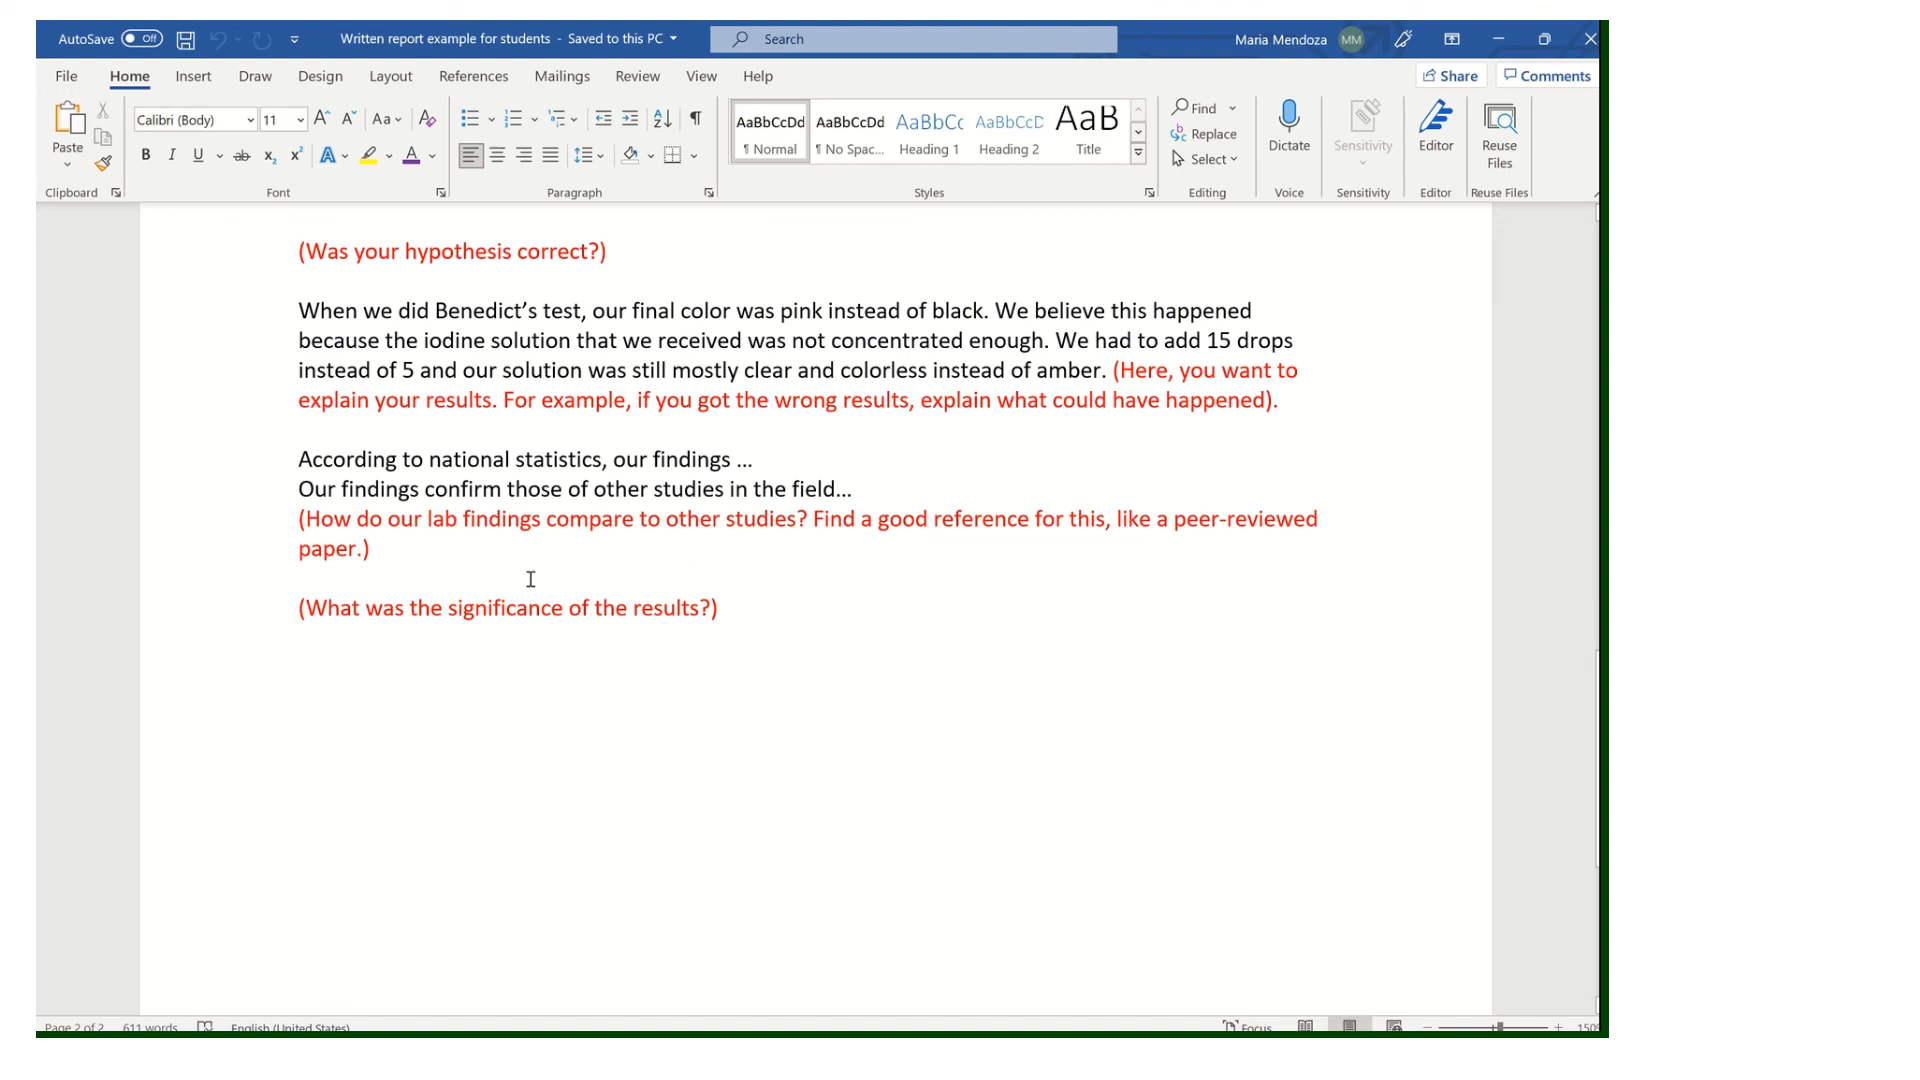 AutoSave Off Written report example for students - Saved to this PC Search Maria Mendoza MM
File Home Insert Draw Design Layout References Mailings Review View Help Share Comments
Paste Calibri (Body) 11 Aa AaBbCcDd AaBbCcDd AaBbCc AaBbCcD AaB Find Replace Select Dictate Sensitivity Editor Reuse Files
¶ Normal ¶ No Spac... Heading 1 Heading 2 Title
Clipboard Font Paragraph Styles Editing Voice Sensitivity Editor Reuse Files
(Was your hypothesis correct?)
When we did Benedict’s test, our final color was pink instead of black. We believe this happened
because the iodine solution that we received was not concentrated enough. We had to add 15 drops
instead of 5 and our solution was still mostly clear and colorless instead of amber. (Here, you want to
explain your results. For example, if you got the wrong results, explain what could have happened).
According to national statistics, our findings …
Our findings confirm those of other studies in the field…
(How do our lab findings compare to other studies? Find a good reference for this, like a peer-reviewed
paper.)
(What was the significance of the results?)
Page 2 of 2 611 words English (United States) Focus 150%